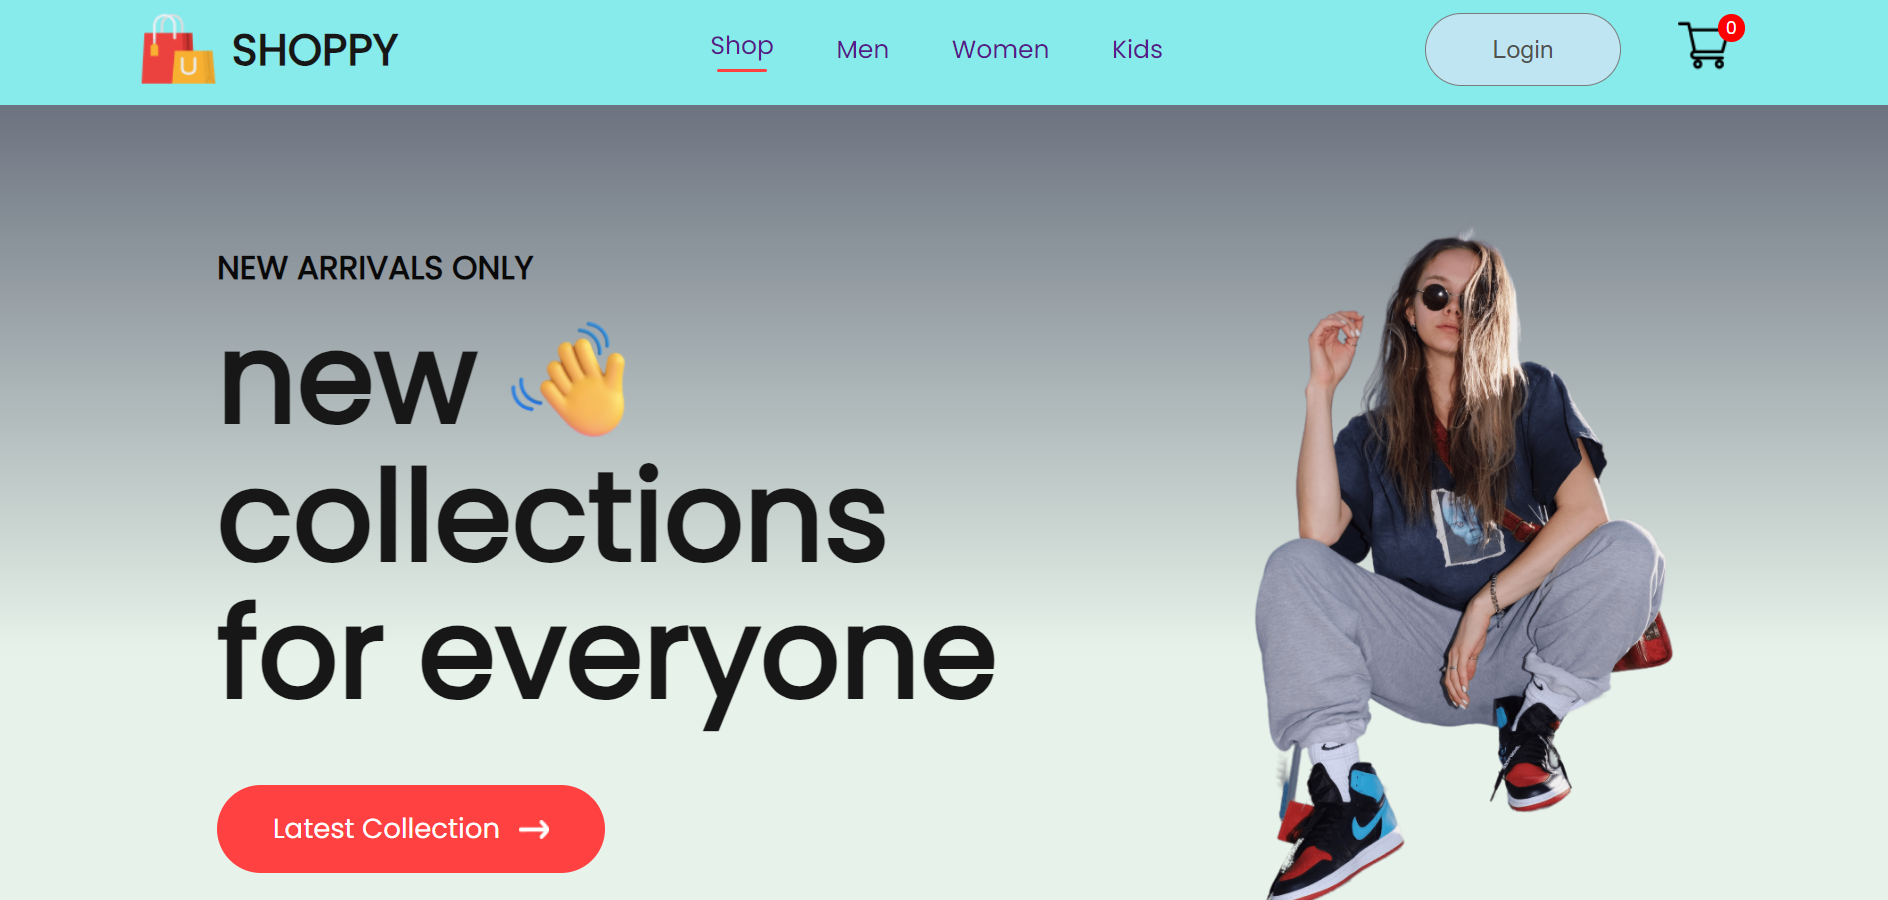 SHOPPY
Shop Men Women Kids
Login
0
NEW ARRIVALS ONLY
new 👋
collections
for everyone
Latest Collection →